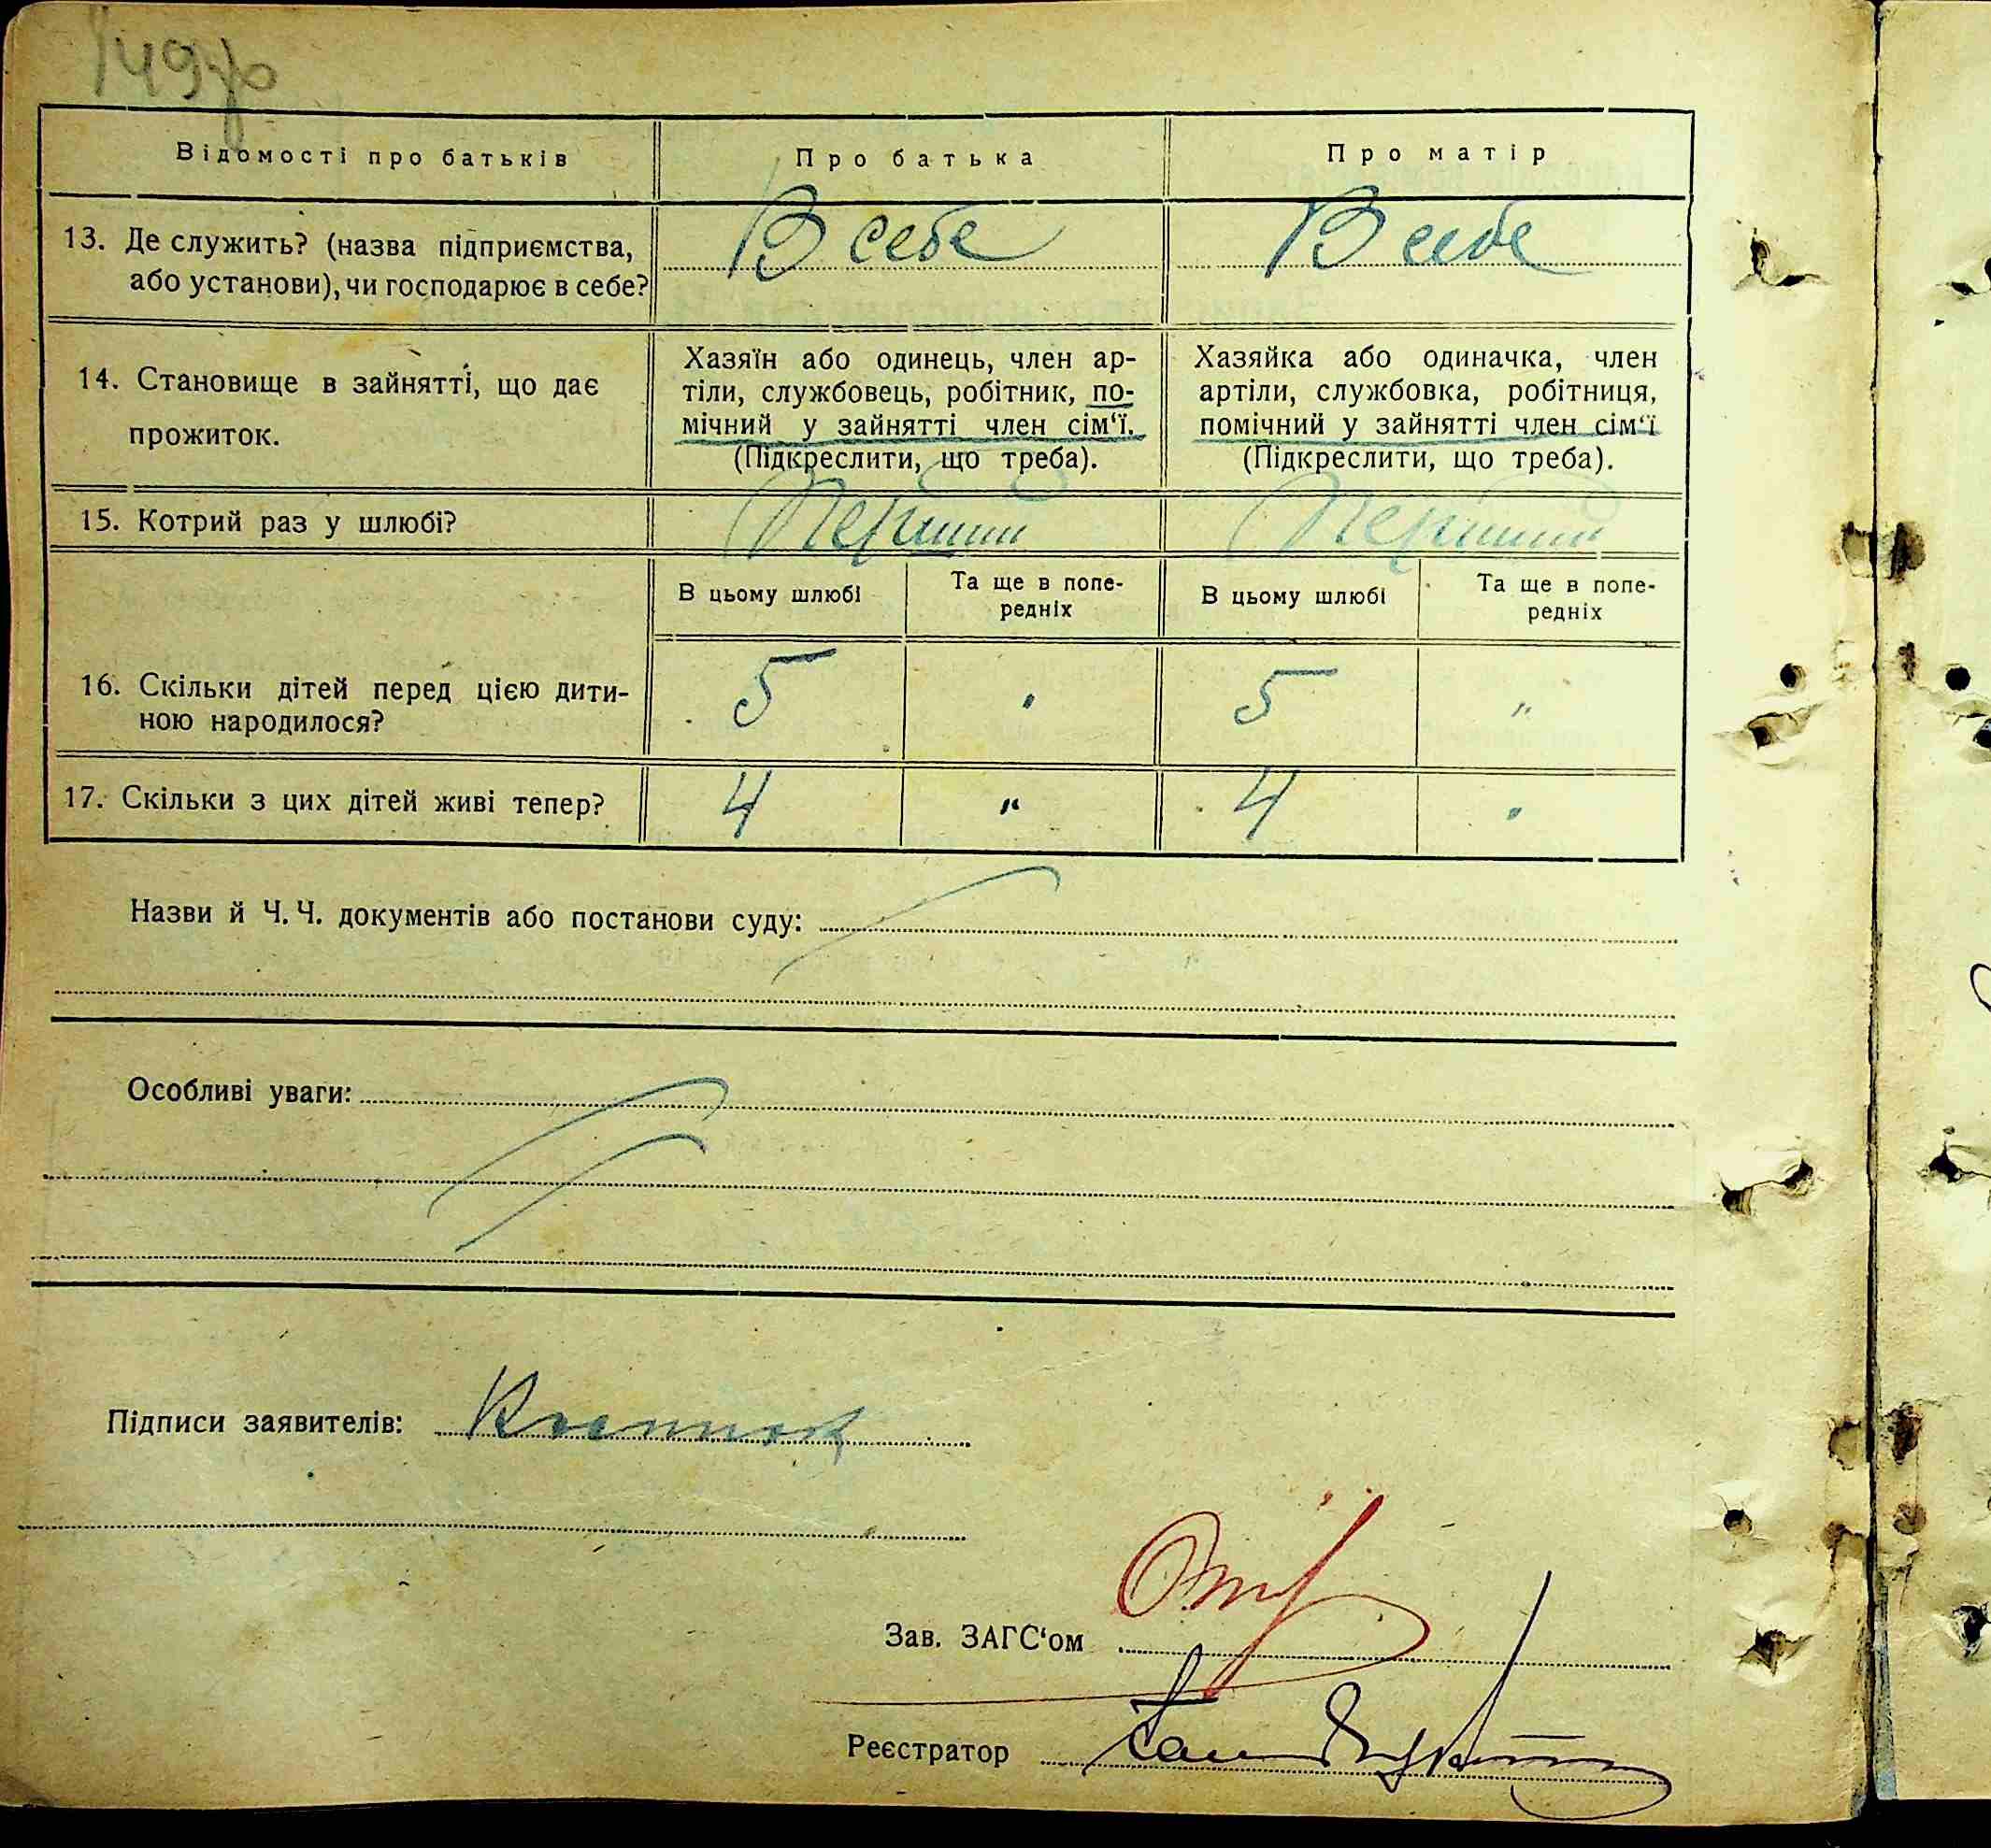 149
Відомості про батьків
Про батька
Про матір
13. Де служить? (назва підприємства, або установи), чи господарює в себе?
В себе
В себе
14. Становище в зайнятті, що дає прожиток.
Хазяїн або одинець, член ар-
тіли, службовець, робітник, по-
мічний у зайнятті член сім‘ї.
(Підкреслити, що треба).
Хазяйка або одиначка, член
артіли, службовка, робітниця,
помічний у зайнятті член сім‘ї
(Підкреслити, що треба).
15. Котрий раз у шлюбі?
Перший
Перший
В цьому шлюбі
Та ще в попе-
редніх
В цьому шлюбі
Та ще в попе-
редніх
16. Скільки дітей перед цією дити-
ною народилося?
5
"
5
"
17. Скільки з цих дітей живі тепер?
4
"
4
"
Назви й Ч. Ч. документів або постанови суду:
Особливі уваги:
Підписи заявителів:
Зав. ЗАГС‘ом
Реєстратор